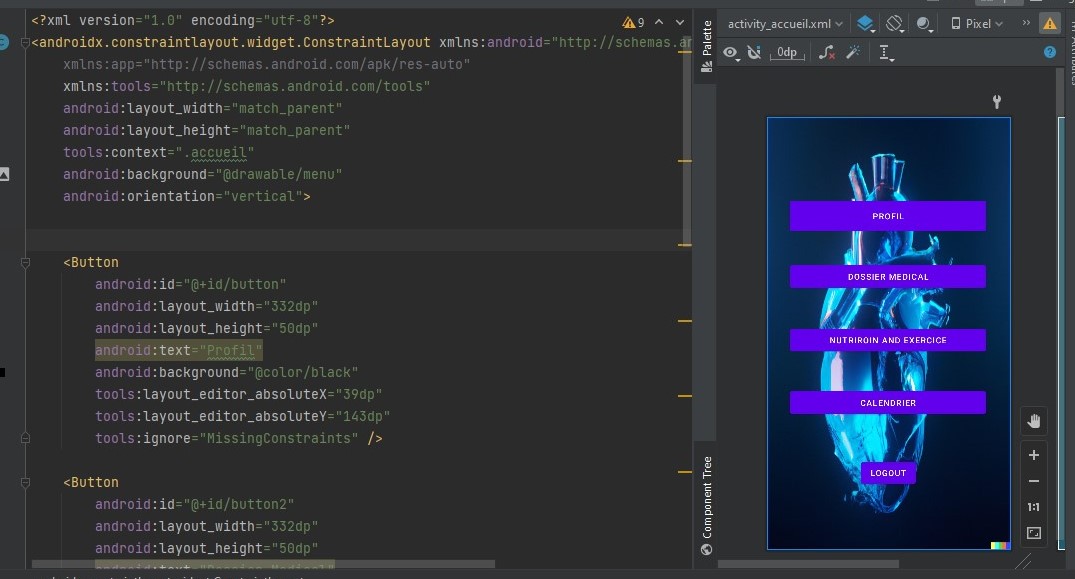 <?xml version="1.0" encoding="utf-8"?>
9
<androidx.constraintlayout.widget.ConstraintLayout xmlns:android="http://schemas.an
xmlns:app="http://schemas.android.com/apk/res-auto"
xmlns:tools="http://schemas.android.com/tools"
android:layout_width="match_parent"
android:layout_height="match_parent"
tools:context=".accueil"
android:background="@drawable/menu"
android:orientation="vertical">
<Button
android:id="@+id/button"
android:layout_width="332dp"
android:layout_height="50dp"
android:text="Profil"
android:background="@color/black"
tools:layout_editor_absoluteX="39dp"
tools:layout_editor_absoluteY="143dp"
tools:ignore="MissingConstraints" />
<Button
android:id="@+id/button2"
android:layout_width="332dp"
android:layout_height="50dp"
Palette
Component Tree
activity_accueil.xml
Pixel
0dp
PROFIL
DOSSIER MEDICAL
NUTRIROIN AND EXERCICE
CALENDRIER
LOGOUT
1:1